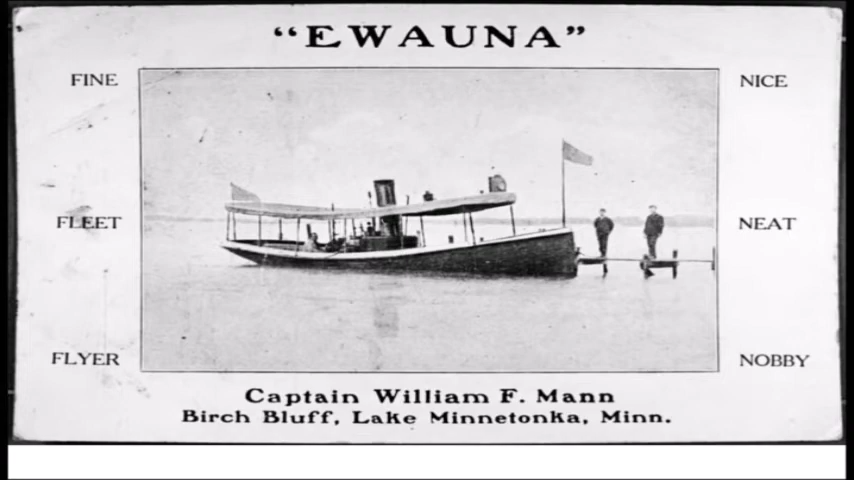 "EWAUNA"
FINE
NICE
FLEET
NEAT
FLYER
NOBBY
Captain William F. Mann
Birch Bluff, Lake Minnetonka, Minn.